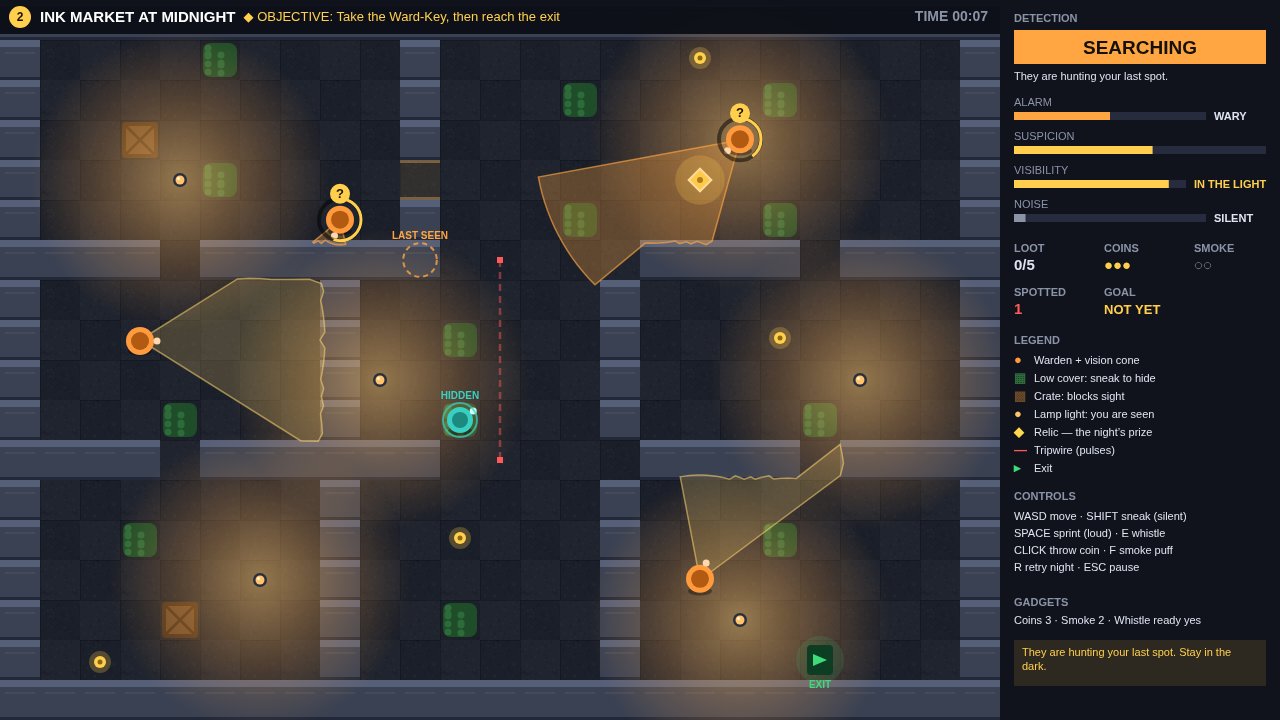 2 INK MARKET AT MIDNIGHT ◆ OBJECTIVE: Take the Ward-Key, then reach the exit TIME 00:07
?
?
LAST SEEN
HIDDEN
EXIT
DETECTION
SEARCHING
They are hunting your last spot.
ALARM
WARY
SUSPICION
VISIBILITY
IN THE LIGHT
NOISE
SILENT
LOOT COINS SMOKE
0/5 ●●● ○○
SPOTTED GOAL
1 NOT YET
LEGEND
Warden + vision cone
Low cover: sneak to hide
Crate: blocks sight
Lamp light: you are seen
Relic — the night's prize
Tripwire (pulses)
Exit
CONTROLS
WASD move · SHIFT sneak (silent)
SPACE sprint (loud) · E whistle
CLICK throw coin · F smoke puff
R retry night · ESC pause
GADGETS
Coins 3 · Smoke 2 · Whistle ready yes
They are hunting your last spot. Stay in the
dark.